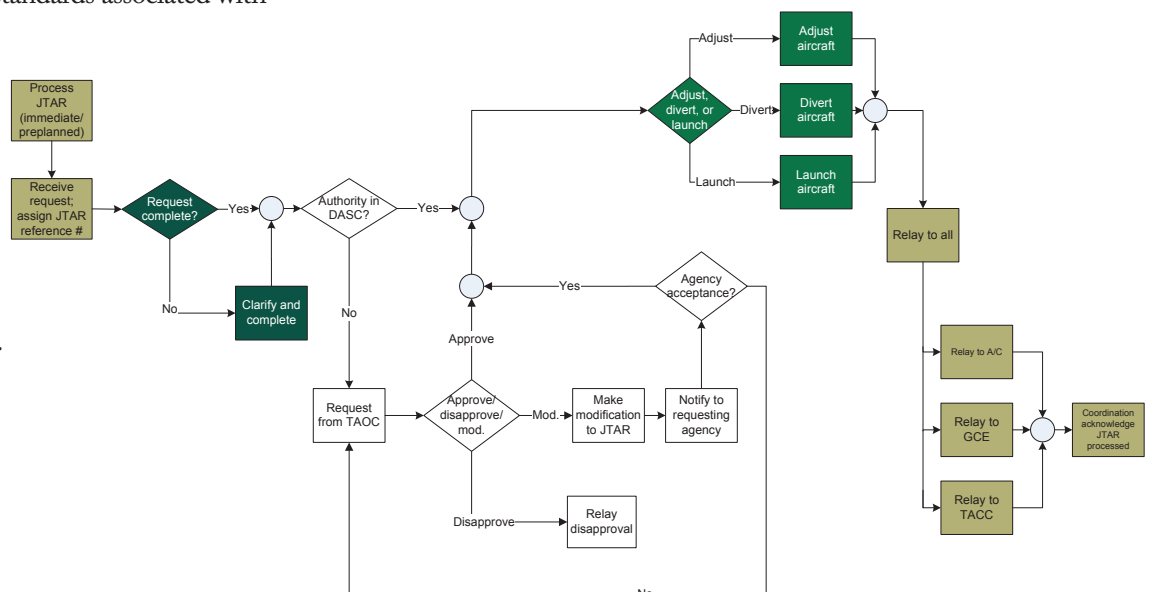 standards associated with
Process
JTAR
(immediate/
preplanned)
Receive
request;
assign JTAR
reference #
Request
complete?
Yes
No
Clarify and
complete
Authority in
DASC?
Yes
No
Request
from TAOC
Approve/
disapprove/
mod.
Approve
Mod.
Disapprove
Make
modification
to JTAR
Notify to
requesting
agency
Relay
disapproval
Agency
acceptance?
Yes
No
Adjust,
divert, or
launch
Adjust
Divert
Launch
Adjust
aircraft
Divert
aircraft
Launch
aircraft
Relay to all
Relay to A/C
Relay to
GCE
Relay to
TACC
Coordination
acknowledge
JTAR
processed